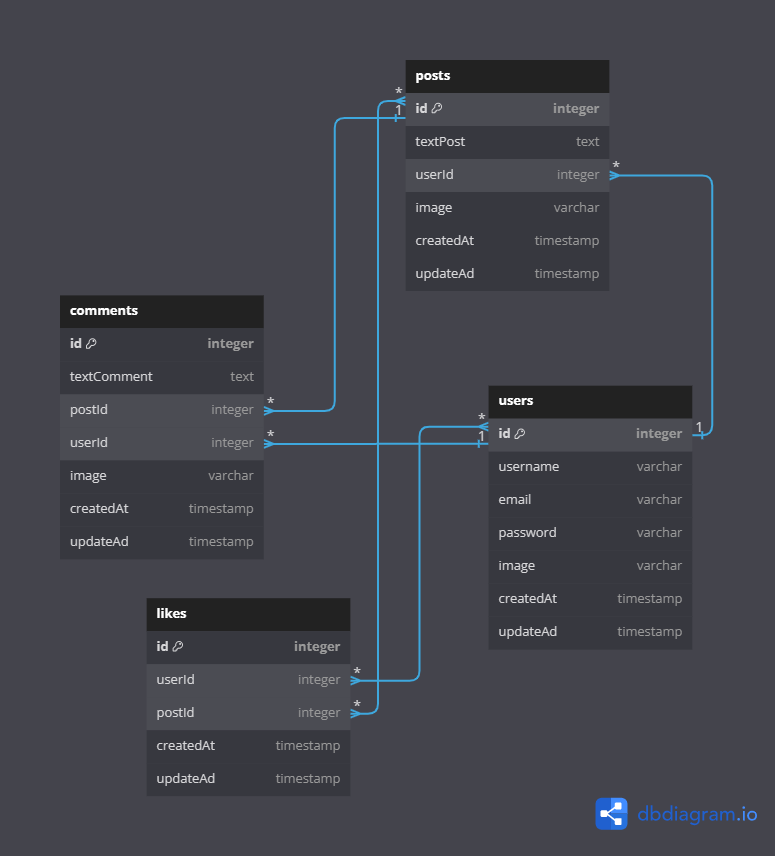 posts
*
1
id integer
textPost text
userId integer
*
image varchar
createdAt timestamp
updateAd timestamp
comments
id integer
textComment text
postId integer
*
userId integer
*
image varchar
createdAt timestamp
updateAd timestamp
users
*
1
id integer
1
username varchar
email varchar
password varchar
image varchar
createdAt timestamp
updateAd timestamp
likes
id integer
userId integer
*
postId integer
*
createdAt timestamp
updateAd timestamp
dbdiagram.io